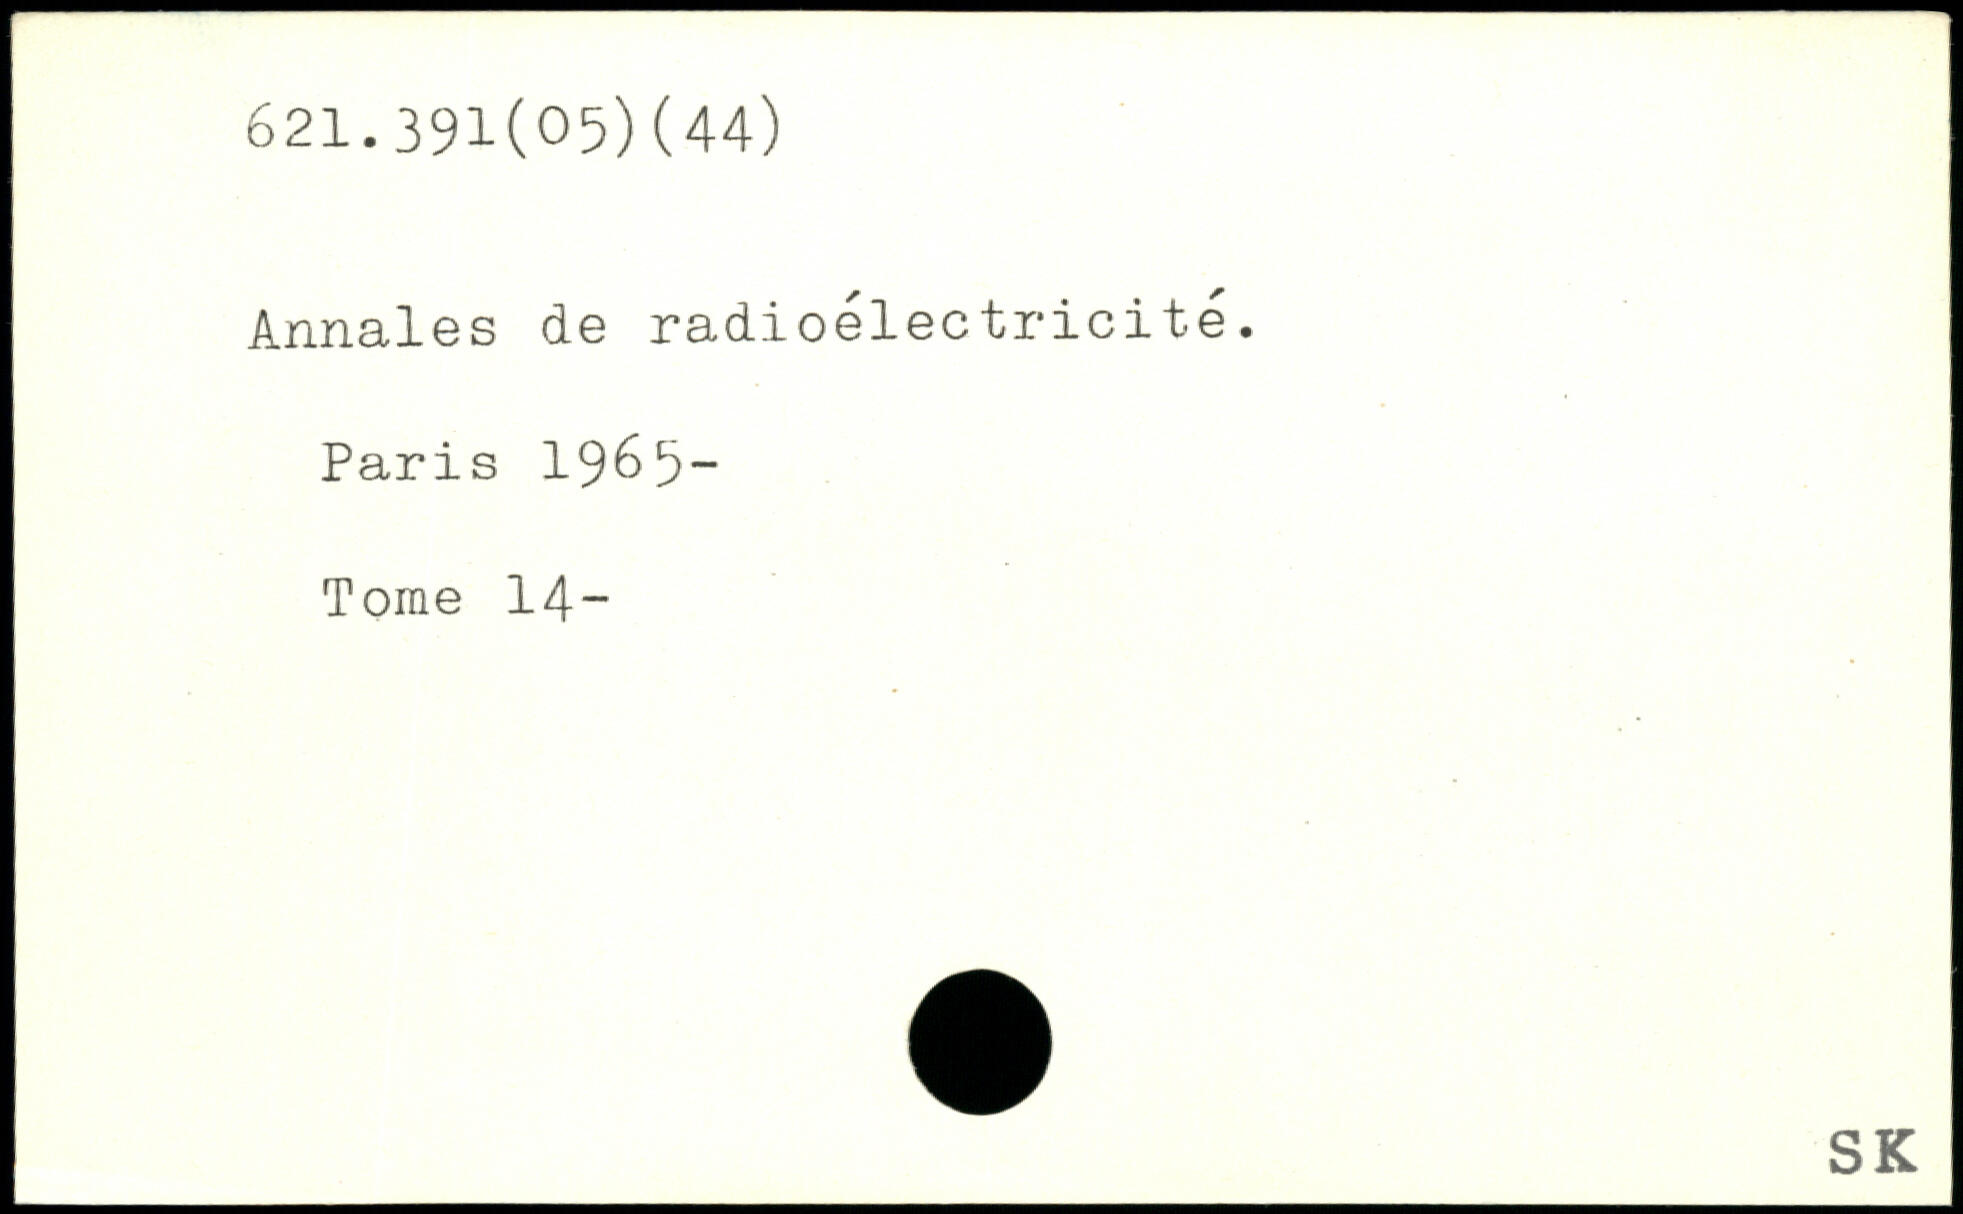 621.391(05)(44)
Annales de radioélectricité.
Paris 1965-
Tome 14-
SK